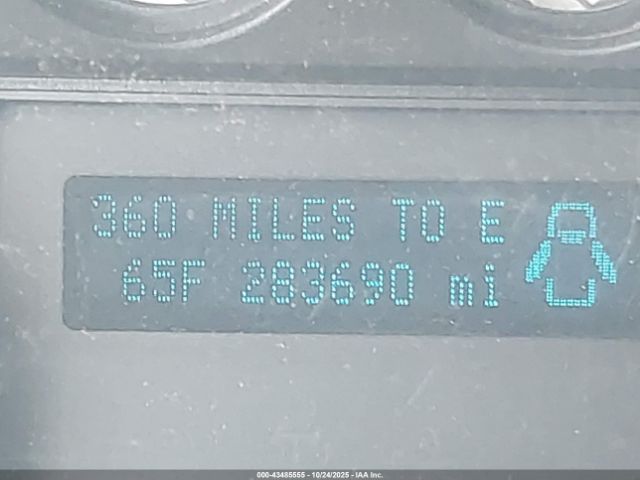 360 MILES TO E
65F 283690 mi
000-43485555 - 10/24/2025 - IAA Inc.